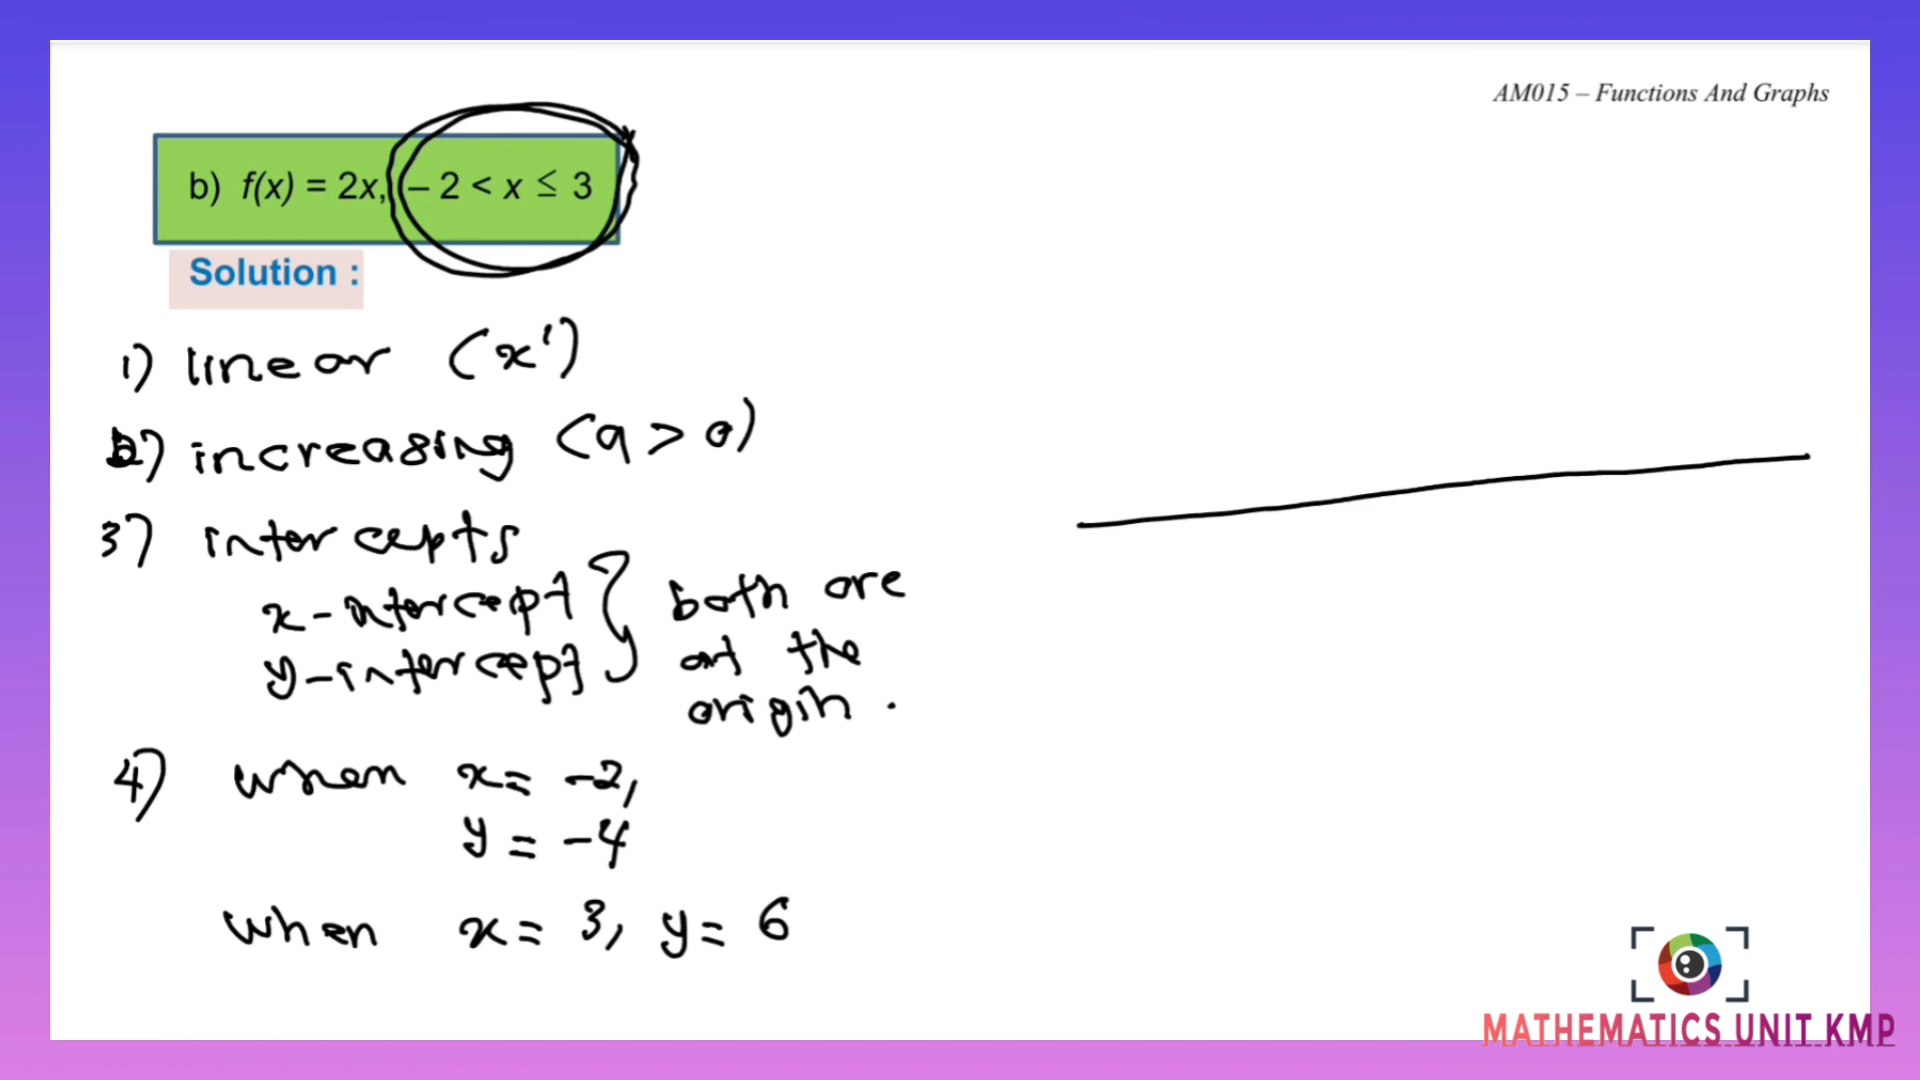 AM015 – Functions And Graphs
b) f(x) = 2x, – 2 < x ≤ 3
Solution :
1) linear (x¹)
2) increasing (a > 0)
3) intercepts
x-intercept } both are
y-intercept } at the
origin.
4) when x = -2,
y = -4
when x = 3, y = 6
MATHEMATICS UNIT KMP